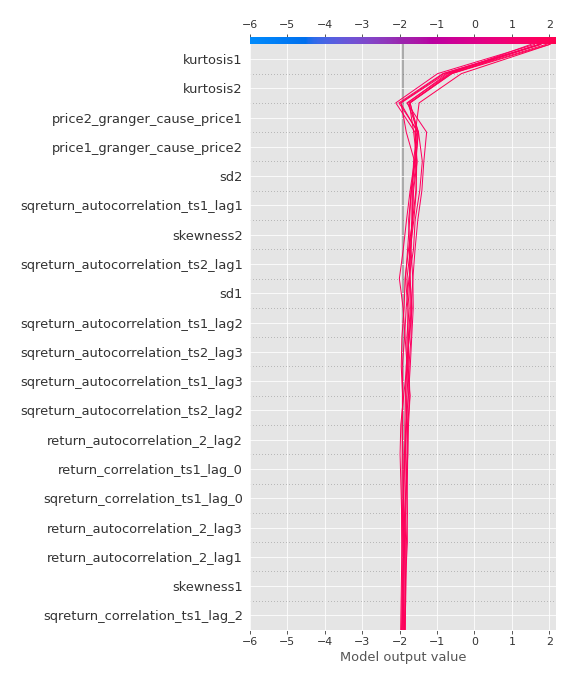 −6 −5 −4 −3 −2 −1 0 1 2
kurtosis1
kurtosis2
price2_granger_cause_price1
price1_granger_cause_price2
sd2
sqreturn_autocorrelation_ts1_lag1
skewness2
sqreturn_autocorrelation_ts2_lag1
sd1
sqreturn_autocorrelation_ts1_lag2
sqreturn_autocorrelation_ts2_lag3
sqreturn_autocorrelation_ts1_lag3
sqreturn_autocorrelation_ts2_lag2
return_autocorrelation_2_lag2
return_correlation_ts1_lag_0
sqreturn_correlation_ts1_lag_0
return_autocorrelation_2_lag3
return_autocorrelation_2_lag1
skewness1
sqreturn_correlation_ts1_lag_2
−6 −5 −4 −3 −2 −1 0 1 2
Model output value